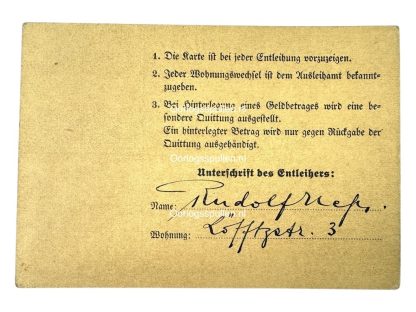 1. Die Karte ist bei jeder Entleihung vorzuzeigen.
2. Jeder Wohnungswechsel ist dem Ausleihamt bekannt-
zugeben.
3. Bei Hinterlegung eines Geldbetrages wird eine be-
sondere Quittung ausgestellt.
Ein hinterlegter Betrag wird nur gegen Rückgabe der
Quittung ausgehändigt.
Oorlogsspullen.nl
Unterschrift des Entleihers:
Name: Rudolf Heß.
Oorlogsspullen.nl
Wohnung: Lofftzstr. 3